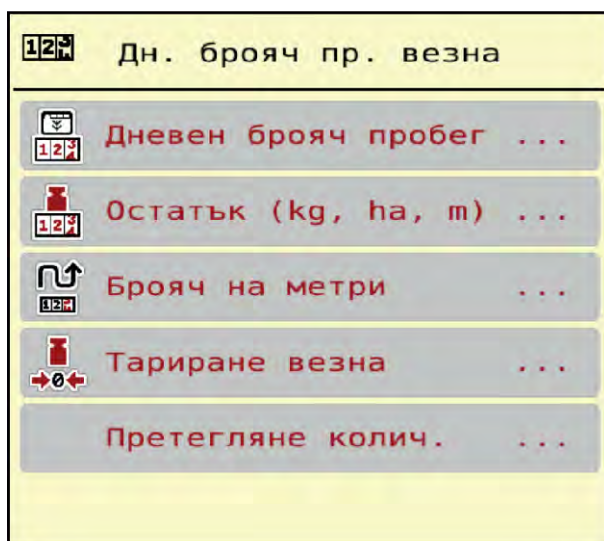 Дн. брояч пр. везна
Дневен брояч пробег ...
Остатък (kg, ha, m) ...
Брояч на метри ...
Тариране везна ...
Претегляне колич. ...